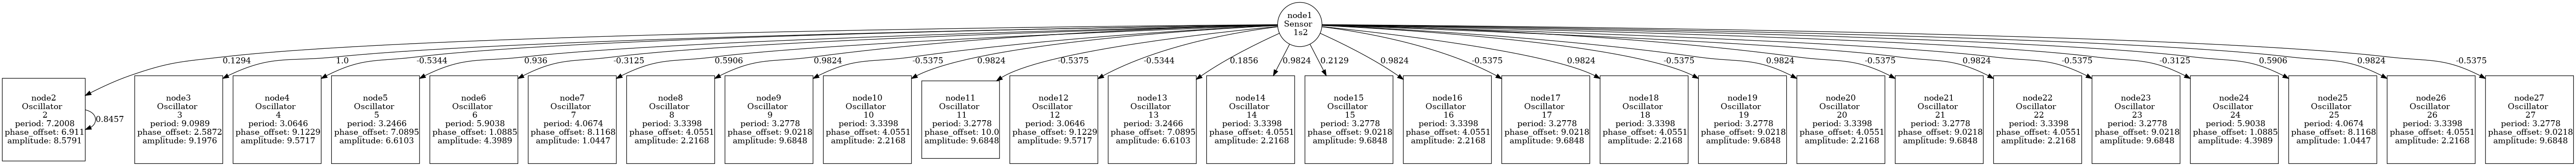 node1
Sensor
1s2
0.1294
1.0
-0.5344
0.936
-0.3125
0.5906
0.9824
-0.5375
0.9824
-0.5375
-0.5344
0.1856
0.9824
0.2129
0.9824
-0.5375
0.9824
-0.5375
0.9824
-0.5375
0.9824
-0.5375
-0.3125
0.5906
0.9824
-0.5375
node2
Oscillator
2
period: 7.2008
phase_offset: 6.911
amplitude: 8.5791
0.8457
node3
Oscillator
3
period: 9.0989
phase_offset: 2.5872
amplitude: 9.1976
node4
Oscillator
4
period: 3.0646
phase_offset: 9.1229
amplitude: 9.5717
node5
Oscillator
5
period: 3.2466
phase_offset: 7.0895
amplitude: 6.6103
node6
Oscillator
6
period: 5.9038
phase_offset: 1.0885
amplitude: 4.3989
node7
Oscillator
7
period: 4.0674
phase_offset: 8.1168
amplitude: 1.0447
node8
Oscillator
8
period: 3.3398
phase_offset: 4.0551
amplitude: 2.2168
node9
Oscillator
9
period: 3.2778
phase_offset: 9.0218
amplitude: 9.6848
node10
Oscillator
10
period: 3.3398
phase_offset: 4.0551
amplitude: 2.2168
node11
Oscillator
11
period: 3.2778
phase_offset: 10.0
amplitude: 9.6848
node12
Oscillator
12
period: 3.0646
phase_offset: 9.1229
amplitude: 9.5717
node13
Oscillator
13
period: 3.2466
phase_offset: 7.0895
amplitude: 6.6103
node14
Oscillator
14
period: 3.3398
phase_offset: 4.0551
amplitude: 2.2168
node15
Oscillator
15
period: 3.2778
phase_offset: 9.0218
amplitude: 9.6848
node16
Oscillator
16
period: 3.3398
phase_offset: 4.0551
amplitude: 2.2168
node17
Oscillator
17
period: 3.2778
phase_offset: 9.0218
amplitude: 9.6848
node18
Oscillator
18
period: 3.3398
phase_offset: 4.0551
amplitude: 2.2168
node19
Oscillator
19
period: 3.2778
phase_offset: 9.0218
amplitude: 9.6848
node20
Oscillator
20
period: 3.3398
phase_offset: 4.0551
amplitude: 2.2168
node21
Oscillator
21
period: 3.2778
phase_offset: 9.0218
amplitude: 9.6848
node22
Oscillator
22
period: 3.3398
phase_offset: 4.0551
amplitude: 2.2168
node23
Oscillator
23
period: 3.2778
phase_offset: 9.0218
amplitude: 9.6848
node24
Oscillator
24
period: 5.9038
phase_offset: 1.0885
amplitude: 4.3989
node25
Oscillator
25
period: 4.0674
phase_offset: 8.1168
amplitude: 1.0447
node26
Oscillator
26
period: 3.3398
phase_offset: 4.0551
amplitude: 2.2168
node27
Oscillator
27
period: 3.2778
phase_offset: 9.0218
amplitude: 9.6848